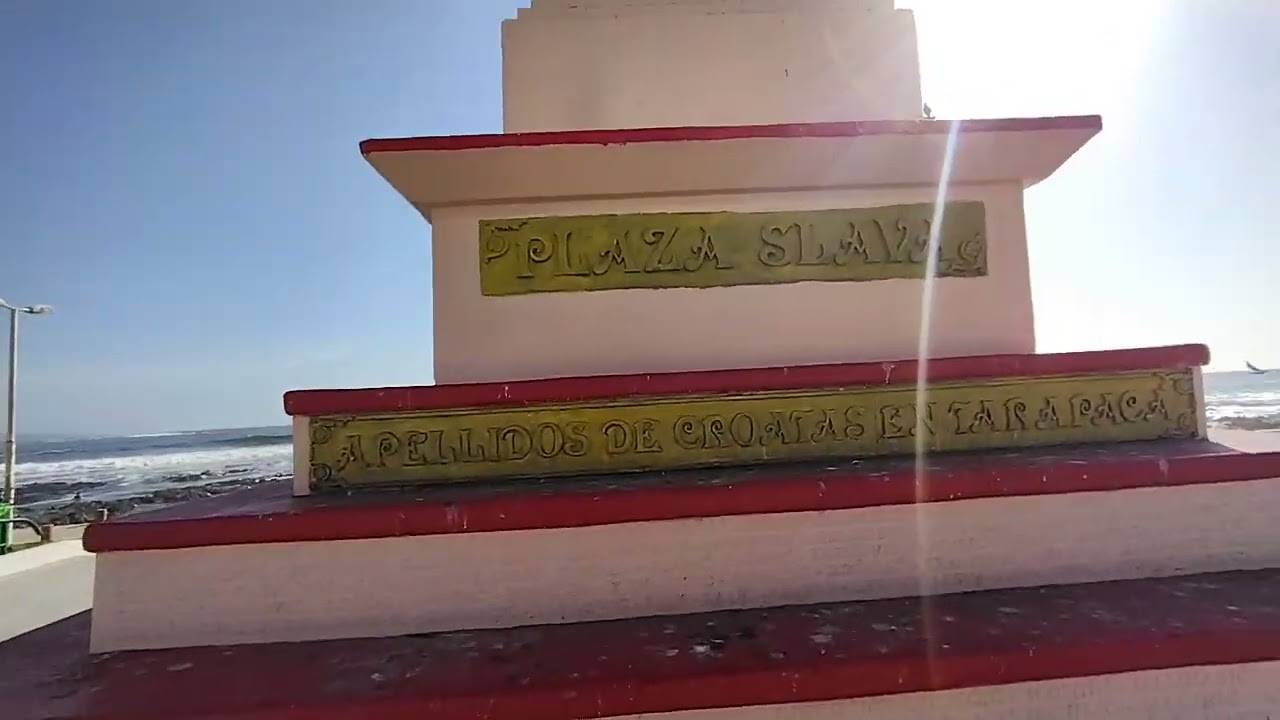 PLAZA SLAVA
APELLIDOS DE CROATAS EN TARAPACA